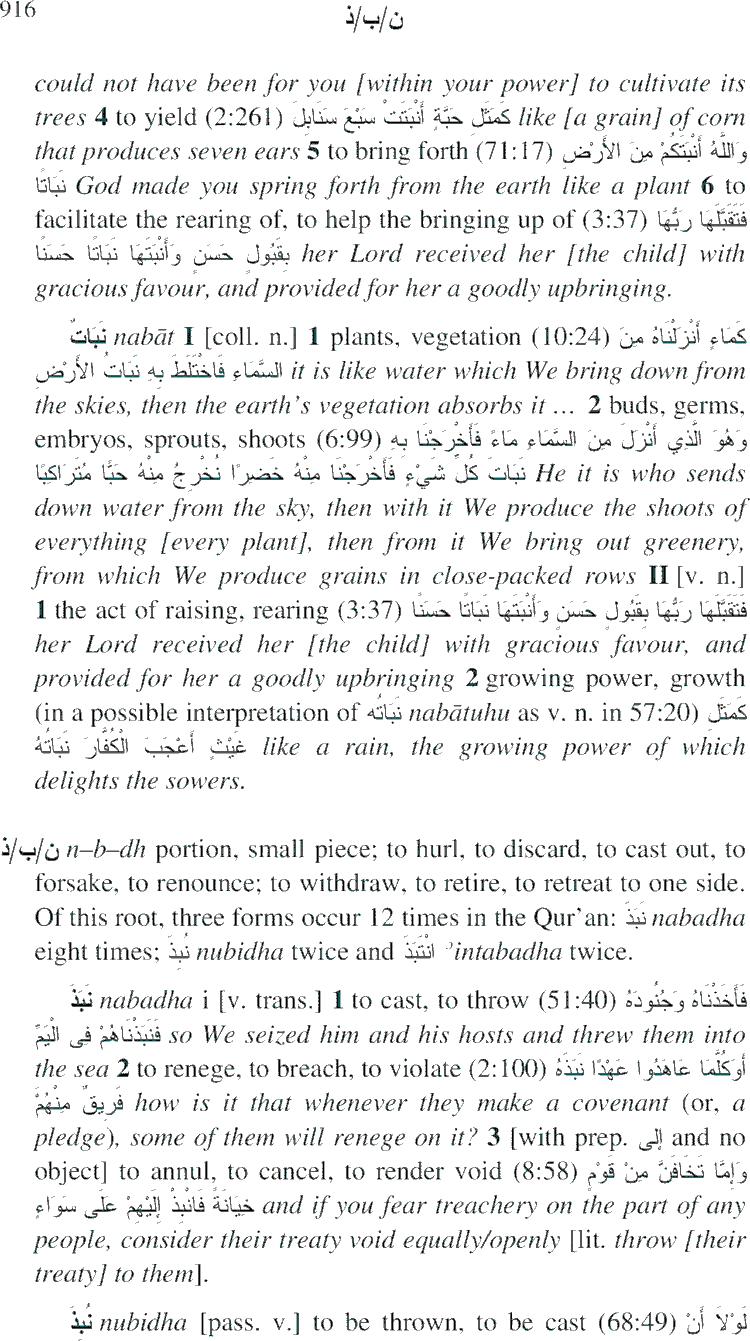 916
ن/ب/ذ
could not have been for you [within your power] to cultivate its
trees 4 to yield (2:261) كَمَثَلِ حَبَّةٍ أَنْبَتَتْ سَبْعَ سَنَابِلَ like [a grain] of corn
that produces seven ears 5 to bring forth (71:17) وَاللَّهُ أَنْبَتَكُمْ مِنَ الأَرْضِ
نَبَاتًا God made you spring forth from the earth like a plant 6 to
facilitate the rearing of, to help the bringing up of (3:37) فَتَقَبَّلَهَا رَبُّهَا
بِقَبُولٍ حَسَنٍ وَأَنْبَتَهَا نَبَاتًا حَسَنًا her Lord received her [the child] with
gracious favour, and provided for her a goodly upbringing.
نَبَاتٌ nabāt I [coll. n.] 1 plants, vegetation (10:24) كَمَاءٍ أَنْزَلْنَاهُ مِنَ
السَّمَاءِ فَاخْتَلَطَ بِهِ نَبَاتُ الأَرْضِ it is like water which We bring down from
the skies, then the earth's vegetation absorbs it ... 2 buds, germs,
embryos, sprouts, shoots (6:99) وَهُوَ الَّذِي أَنْزَلَ مِنَ السَّمَاءِ مَاءً فَأَخْرَجْنَا بِهِ
نَبَاتَ كُلِّ شَيْءٍ فَأَخْرَجْنَا مِنْهُ خَضِرًا نُخْرِجُ مِنْهُ حَبًّا مُتَرَاكِبًا He it is who sends
down water from the sky, then with it We produce the shoots of
everything [every plant], then from it We bring out greenery,
from which We produce grains in close-packed rows II [v. n.]
1 the act of raising, rearing (3:37) فَتَقَبَّلَهَا رَبُّهَا بِقَبُولٍ حَسَنٍ وَأَنْبَتَهَا نَبَاتًا حَسَنًا
her Lord received her [the child] with gracious favour, and
provided for her a goodly upbringing 2 growing power, growth
(in a possible interpretation of نَبَاتُه nabātuhu as v. n. in 57:20) كَمَثَلِ
غَيْثٍ أَعْجَبَ الْكُفَّارَ نَبَاتُهُ like a rain, the growing power of which
delights the sowers.
ن/ب/ذ n–b–dh portion, small piece; to hurl, to discard, to cast out, to
forsake, to renounce; to withdraw, to retire, to retreat to one side.
Of this root, three forms occur 12 times in the Qur'an: نَبَذَ nabadha
eight times; نُبِذَ nubidha twice and انْتَبَذَ ʾintabadha twice.
نَبَذَ nabadha i [v. trans.] 1 to cast, to throw (51:40) فَأَخَذْنَاهُ وَجُنُودَهُ
فَنَبَذْنَاهُمْ فِى الْيَمِّ so We seized him and his hosts and threw them into
the sea 2 to renege, to breach, to violate (2:100) أَوَكُلَّمَا عَاهَدُوا عَهْدًا نَبَذَهُ
فَرِيقٌ مِنْهُمْ how is it that whenever they make a covenant (or, a
pledge), some of them will renege on it? 3 [with prep. إِلى and no
object] to annul, to cancel, to render void (8:58) وَإِمَّا تَخَافَنَّ مِنْ قَوْمٍ
خِيَانَةً فَانْبِذْ إِلَيْهِمْ عَلَى سَوَاءٍ and if you fear treachery on the part of any
people, consider their treaty void equally/openly [lit. throw [their
treaty] to them].
نُبِذَ nubidha [pass. v.] to be thrown, to be cast (68:49) لَوْلاَ أَنْ